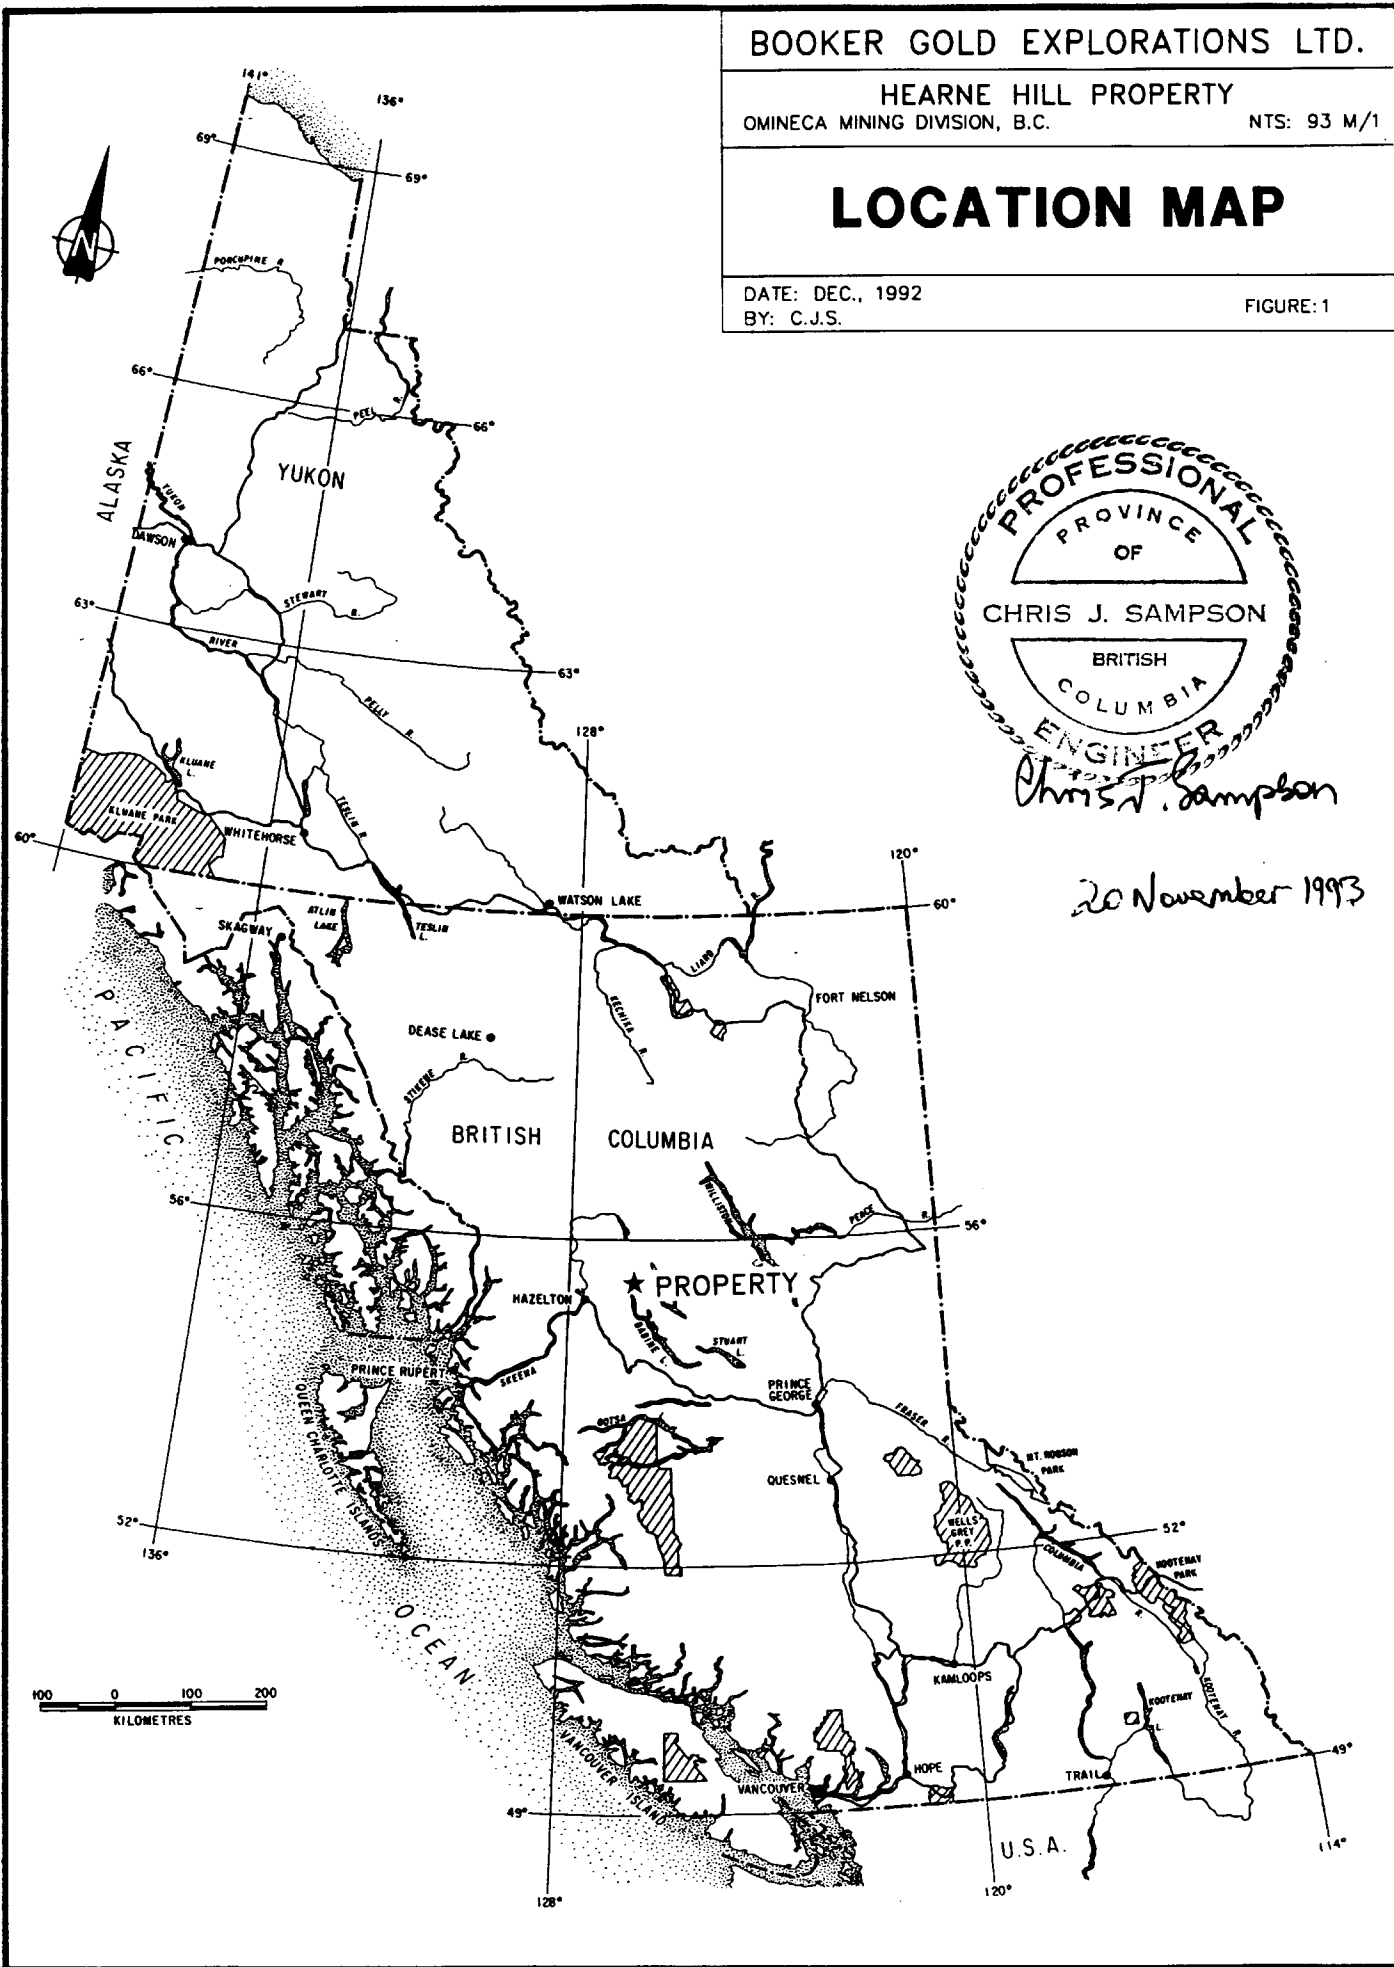 BOOKER GOLD EXPLORATIONS LTD.
HEARNE HILL PROPERTY
OMINECA MINING DIVISION, B.C. NTS: 93 M/1
LOCATION MAP
DATE: DEC., 1992
BY: C.J.S.
FIGURE: 1
141°
136°
69°
69°
N
PORCUPINE R
66°
PEEL R.
66°
ALASKA
YUKON
YUKON
DAWSON
STEWART R.
63°
RIVER
63°
PELLY R.
128°
KLUANE L.
KLUANE PARK
WHITEHORSE
TESLIN R.
60°
120°
60°
WATSON LAKE
SKAGWAY
ATLIN LAKE
TESLIN L.
LIARD R.
FORT NELSON
KECHIKA R.
DEASE LAKE
STIKENE R.
PACIFIC
BRITISH COLUMBIA
WILLISTON
56°
PEACE R.
56°
★ PROPERTY
HAZELTON
BABINE L.
STUART L.
PRINCE RUPERT
SKEENA
PRINCE GEORGE
QUEEN CHARLOTTE ISLANDS
OOTSA
FRASER R.
MT. ROBSON PARK
QUESNEL
WELLS GREY P.P.
52°
52°
136°
COLUMBIA R.
KOOTENAY PARK
OCEAN
KAMLOOPS
100 0 100 200
KILOMETRES
KOOTENAY L.
KOOTENAY R.
VANCOUVER ISLAND
VANCOUVER
HOPE
TRAIL
49°
49°
U.S.A.
128°
120°
114°
PROFESSIONAL
PROVINCE
OF
CHRIS J. SAMPSON
BRITISH
COLUMBIA
ENGINEER
Chris J. Sampson
20 November 1993